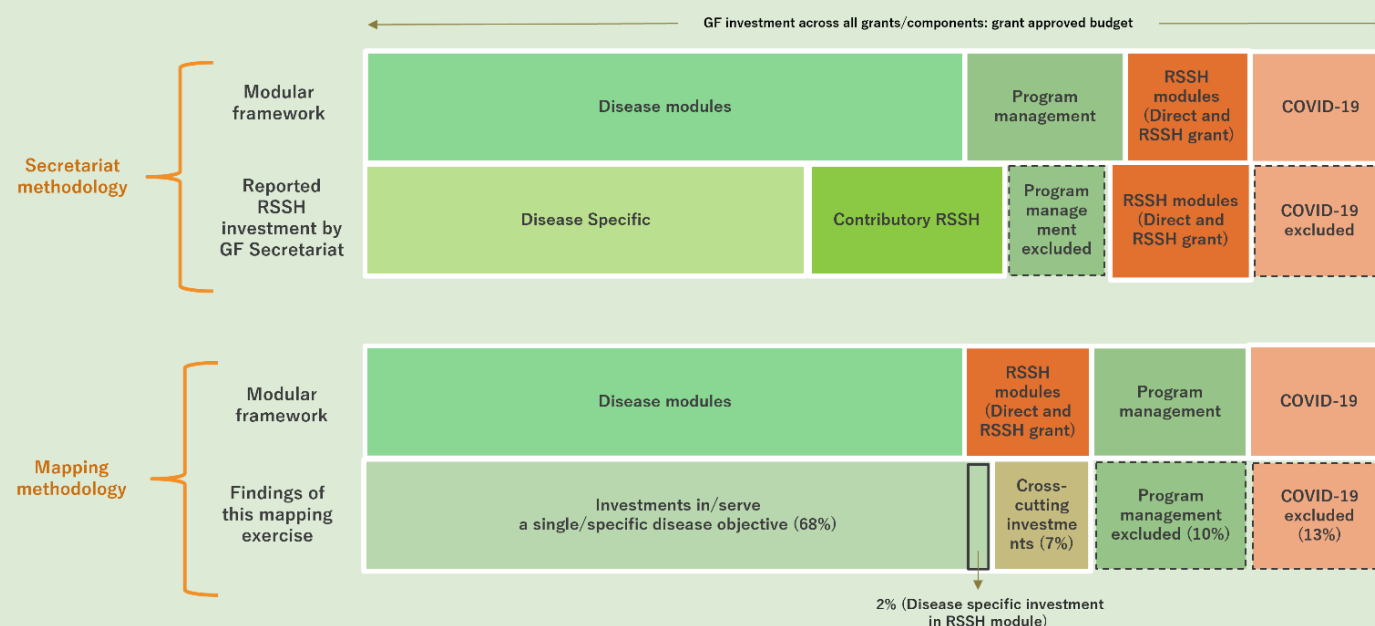 GF investment across all grants/components: grant approved budget
Secretariat
methodology
Modular
framework
Disease modules
Program
management
RSSH
modules
(Direct and
RSSH grant)
COVID-19
Reported
RSSH
investment by
GF Secretariat
Disease Specific
Contributory RSSH
Program
manage
ment
excluded
RSSH modules
(Direct and
RSSH grant)
COVID-19
excluded
Mapping
methodology
Modular
framework
Disease modules
RSSH
modules
(Direct and
RSSH grant)
Program
management
COVID-19
Findings of
this mapping
exercise
Investments in/serve
a single/specific disease objective (68%)
Cross-
cutting
investme
nts (7%)
Program
management
excluded (10%)
COVID-19
excluded
(13%)
2% (Disease specific investment
in RSSH module)